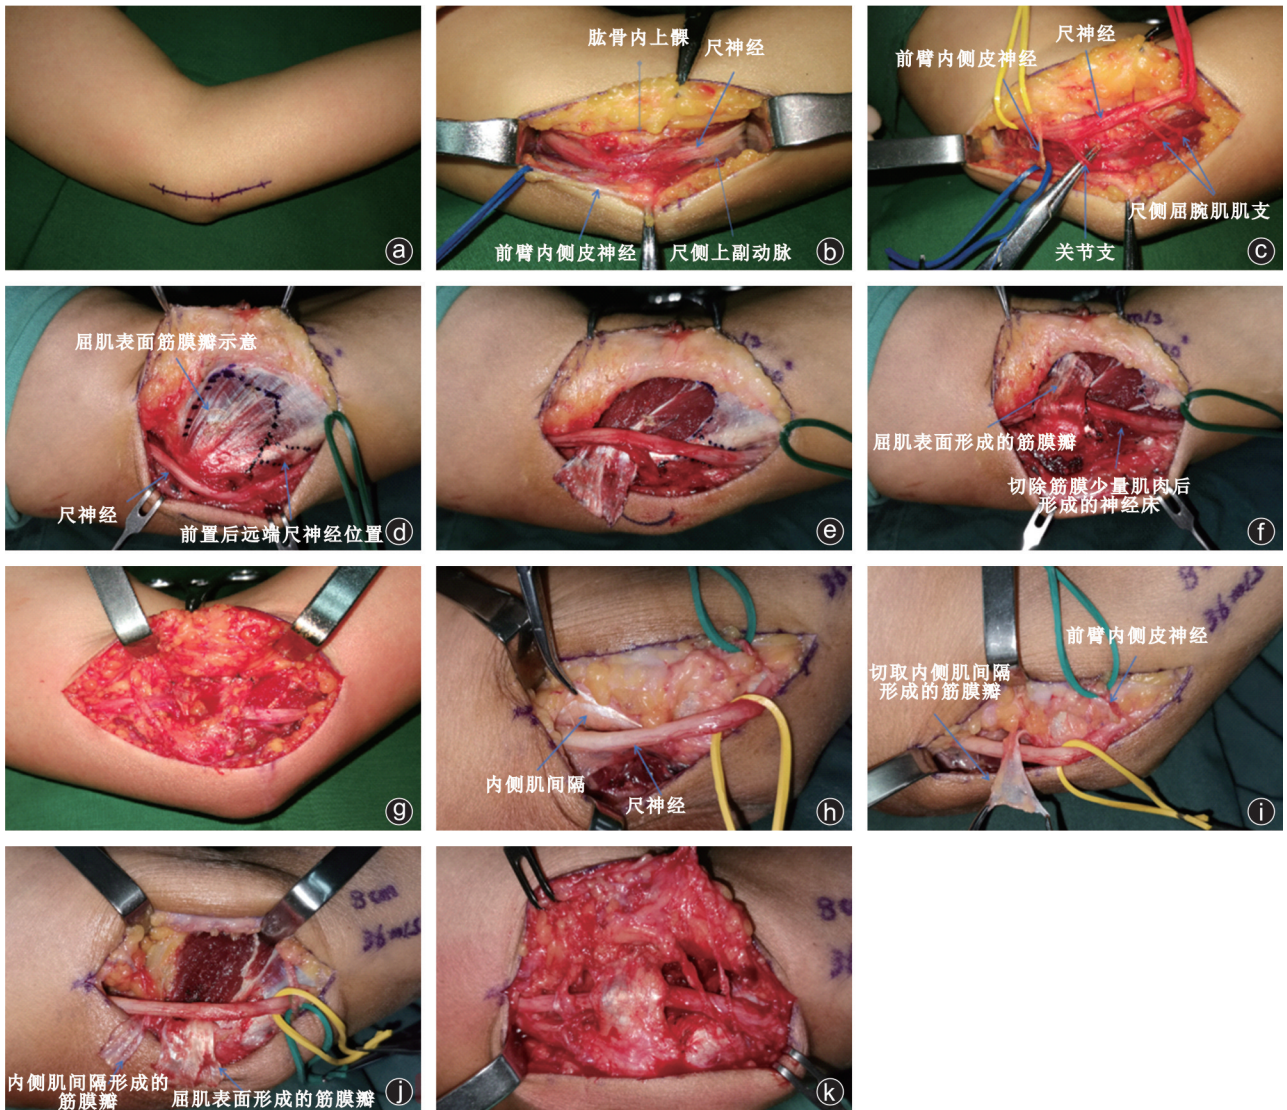 ⓐ
肱骨内上髁
尺神经
前臂内侧皮神经
尺侧上副动脉
ⓑ
尺神经
前臂内侧皮神经
尺侧屈腕肌肌支
关节支
ⓒ
屈肌表面筋膜瓣示意
尺神经
前置后远端尺神经位置
ⓓ
ⓔ
屈肌表面形成的筋膜瓣
切除筋膜少量肌肉后
形成的神经床
ⓕ
ⓖ
内侧肌间隔
尺神经
ⓗ
前臂内侧皮神经
切取内侧肌间隔
形成的筋膜瓣
ⓘ
8cm
36m/s
内侧肌间隔形成的
筋膜瓣
屈肌表面形成的筋膜瓣
ⓙ
ⓚ